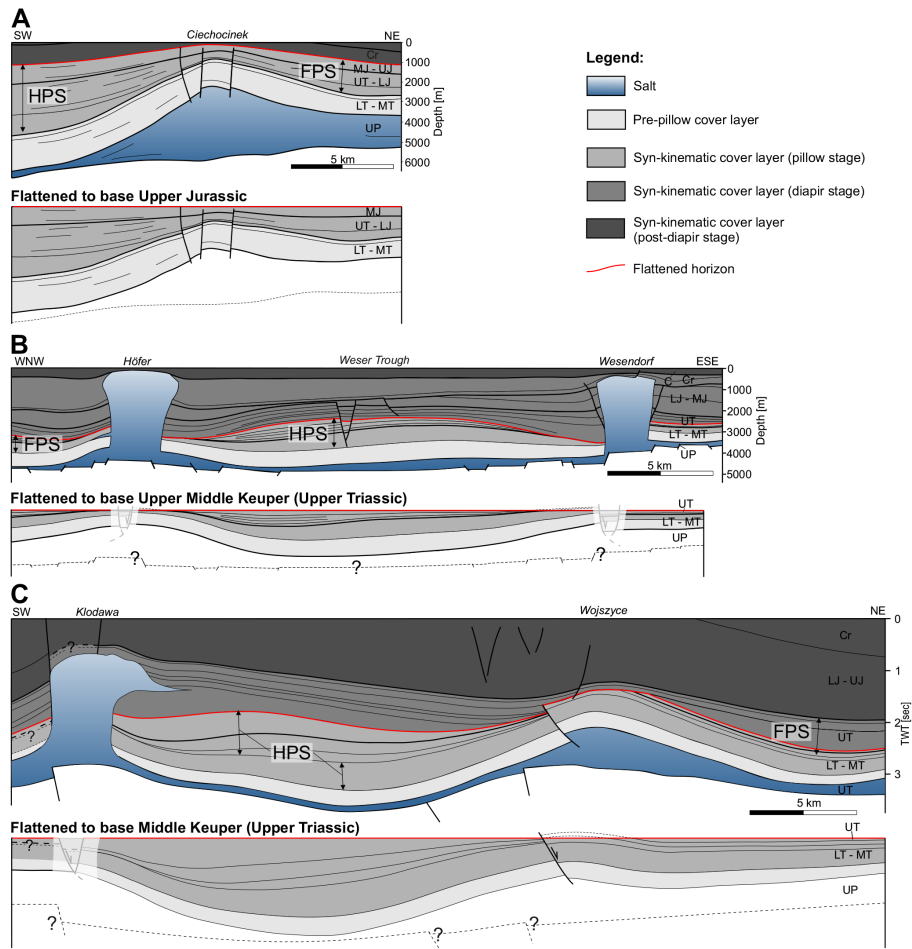 A
SW
Ciechocinek
NE
0
Cr
1000
MJ - UJ
FPS
2000
UT - LJ
HPS
3000
LT - MT
4000
UP
5000
6000
Depth [m]
5 km
Flattened to base Upper Jurassic
MJ
UT - LJ
LT - MT
Legend:
Salt
Pre-pillow cover layer
Syn-kinematic cover layer (pillow stage)
Syn-kinematic cover layer (diapir stage)
Syn-kinematic cover layer
(post-diapir stage)
Flattened horizon
B
WNW
Höfer
Weser Trough
Wesendorf
ESE
0
C
Cr
1000
LJ - MJ
2000
UT
FPS
HPS
3000
LT - MT
4000
UP
5000
Depth [m]
5 km
Flattened to base Upper Middle Keuper (Upper Triassic)
UT
LT - MT
UP
?
?
?
C
SW
Klodawa
Wojszyce
NE
0
Cr
?
1
LJ - UJ
2
FPS
UT
?
HPS
LT - MT
3
UT
TWT [sec]
5 km
Flattened to base Middle Keuper (Upper Triassic)
UT
?
LT - MT
UP
?
?
?